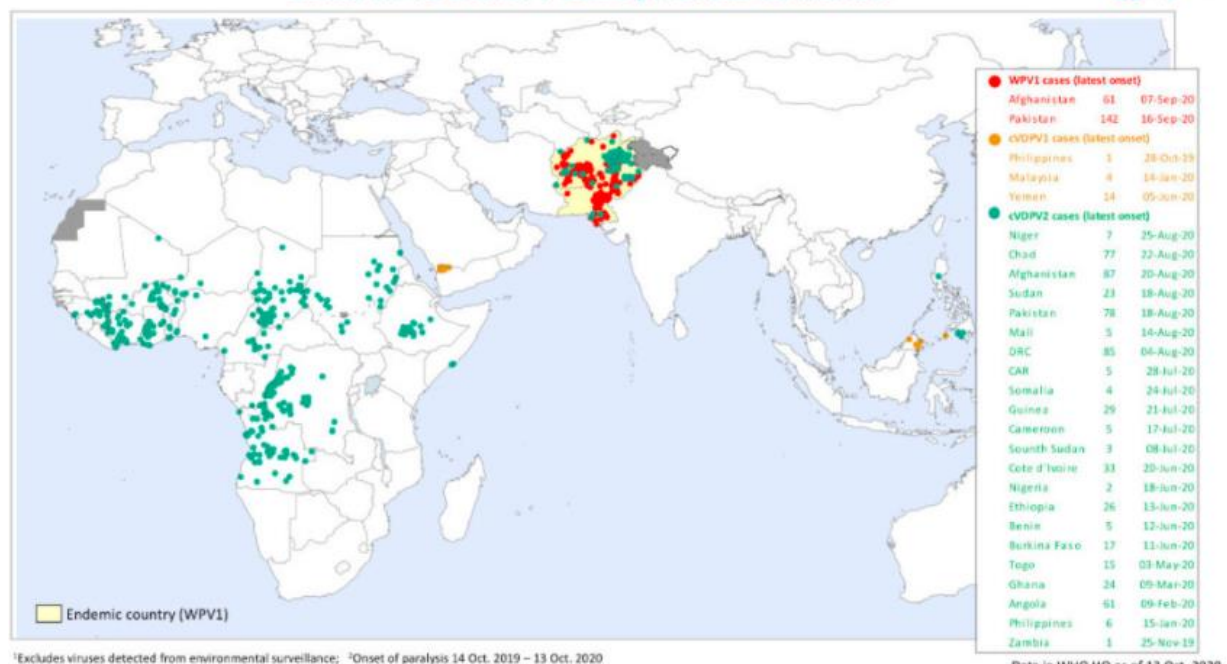 WPV1 cases (latest onset)
Afghanistan 61 07-Sep-20
Pakistan 142 16-Sep-20
cVDPV1 cases (latest onset)
Philippines 1 28-Oct-19
Malaysia 4 14-Jan-20
Yemen 14 05-Jun-20
cVDPV2 cases (latest onset)
Niger 7 25-Aug-20
Chad 77 22-Aug-20
Afghanistan 87 20-Aug-20
Sudan 23 18-Aug-20
Pakistan 78 18-Aug-20
Mali 5 14-Aug-20
DRC 85 04-Aug-20
CAR 5 28-Jul-20
Somalia 4 24-Jul-20
Guinea 29 21-Jul-20
Cameroon 5 17-Jul-20
Sounth Sudan 3 08-Jul-20
Cote d'Ivoire 33 20-Jun-20
Nigeria 2 18-Jun-20
Ethiopia 26 13-Jun-20
Benin 5 12-Jun-20
Burkina Faso 17 11-Jun-20
Togo 15 03-May-20
Ghana 24 09-Mar-20
Angola 61 09-Feb-20
Philippines 6 15-Jan-20
Zambia 1 25-Nov-19
Endemic country (WPV1)
¹Excludes viruses detected from environmental surveillance; ²Onset of paralysis 14 Oct. 2019 – 13 Oct. 2020
Data in WHO HQ as of 13 Oct. 2020